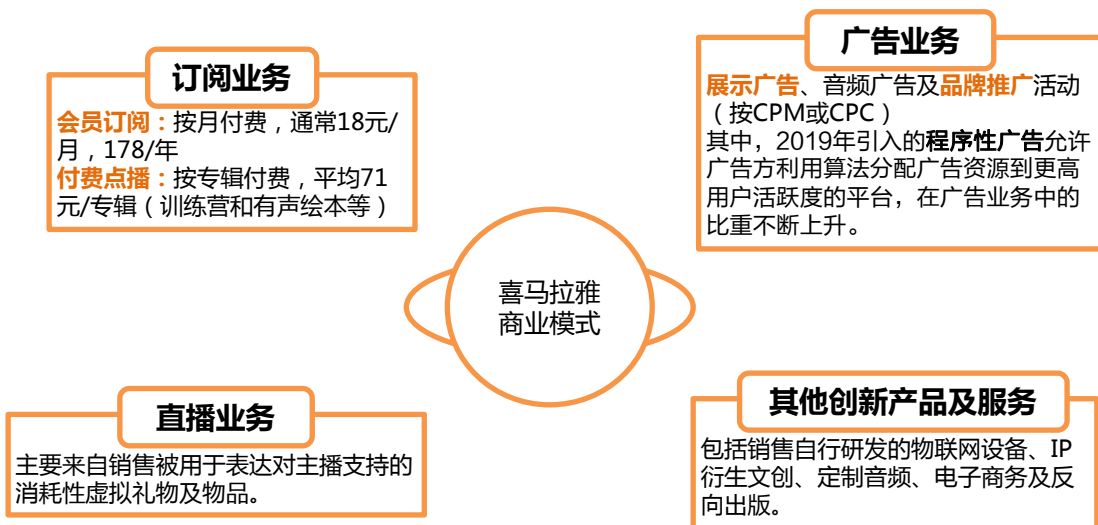 订阅业务
会员订阅：按月付费，通常18元/
月，178/年
付费点播：按专辑付费，平均71
元/专辑（训练营和有声绘本等）
广告业务
展示广告、音频广告及品牌推广活动
（按CPM或CPC）
其中，2019年引入的程序性广告允许
广告方利用算法分配广告资源到更高
用户活跃度的平台，在广告业务中的
比重不断上升。
喜马拉雅
商业模式
直播业务
主要来自销售被用于表达对主播支持的
消耗性虚拟礼物及物品。
其他创新产品及服务
包括销售自行研发的物联网设备、IP
衍生文创、定制音频、电子商务及反
向出版。